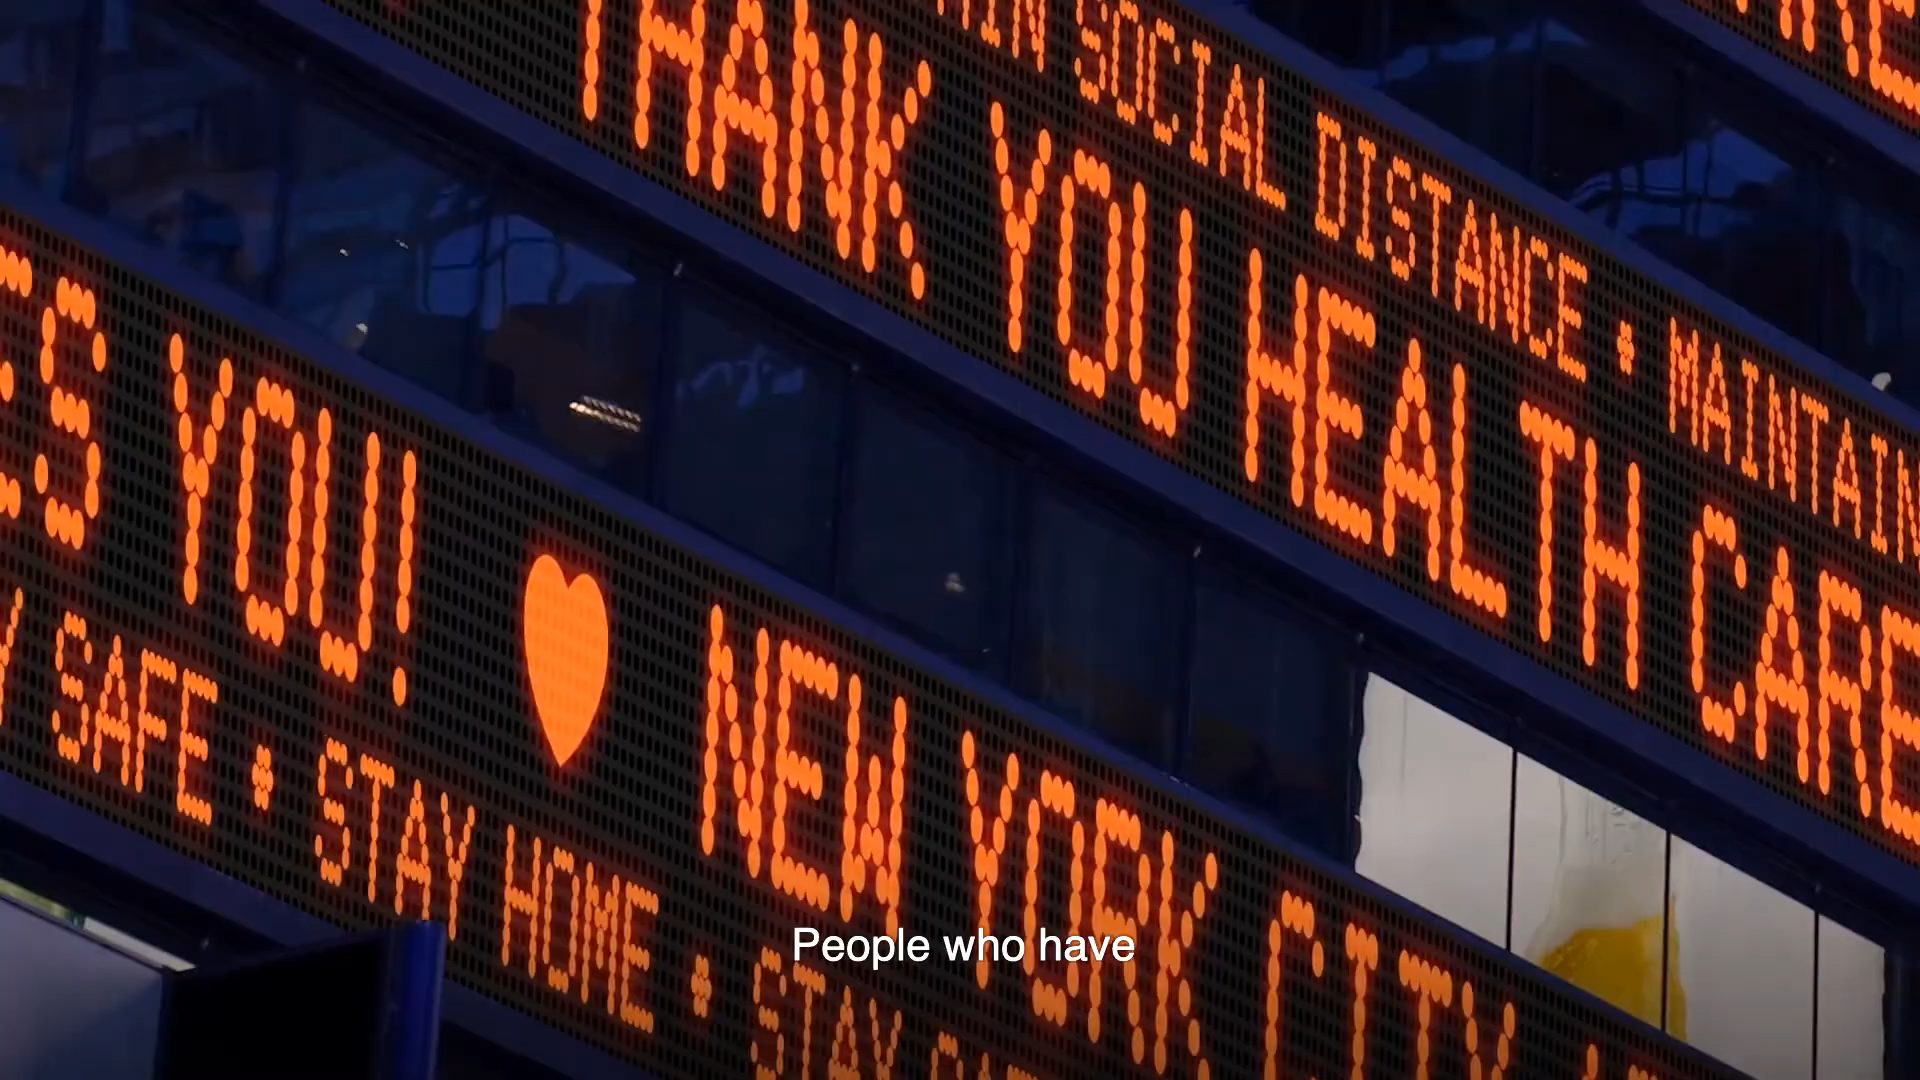 SOCIAL DISTANCE • MAINTAIN
THANK YOU HEALTH CARE
YOU! ♥ NEW YORK CITY
SAFE • STAY HOME • STAY
People who have